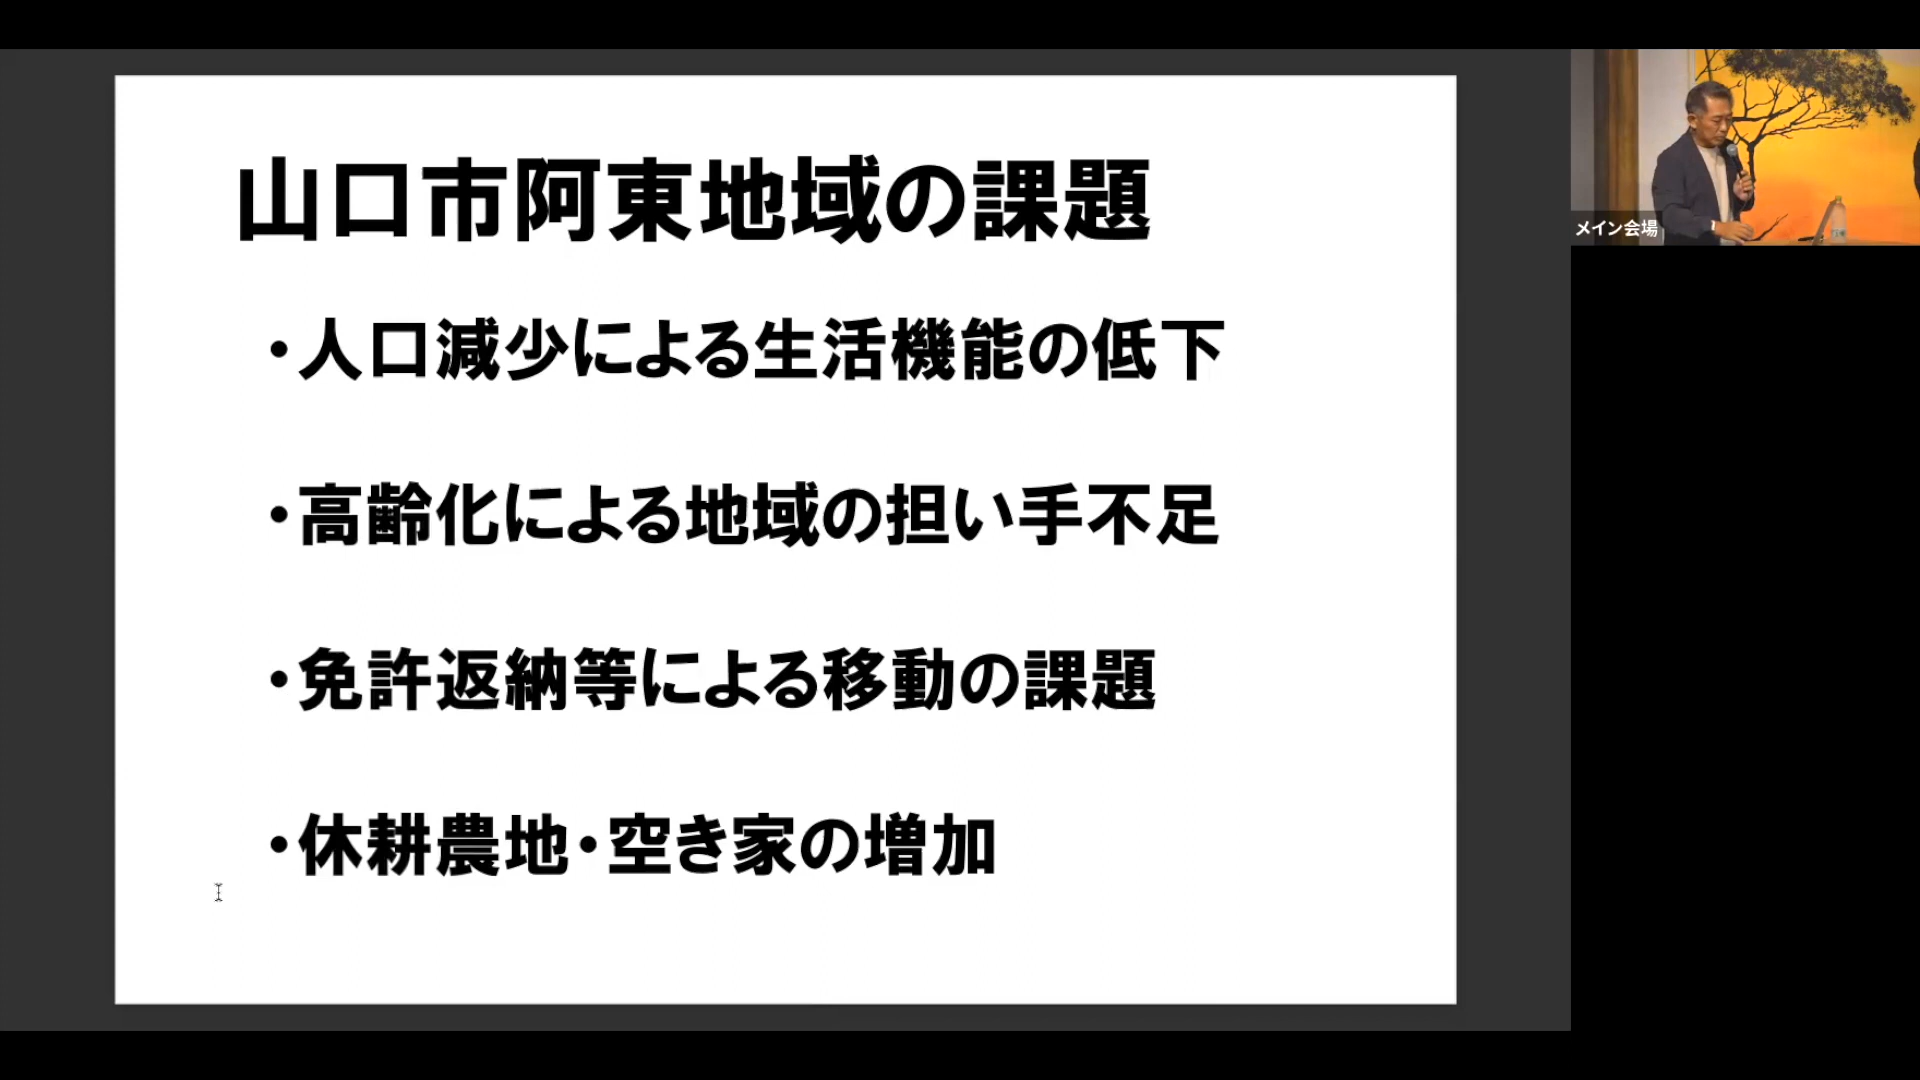 山口市阿東地域の課題
・人口減少による生活機能の低下
・高齢化による地域の担い手不足
・免許返納等による移動の課題
・休耕農地・空き家の増加
メイン会場